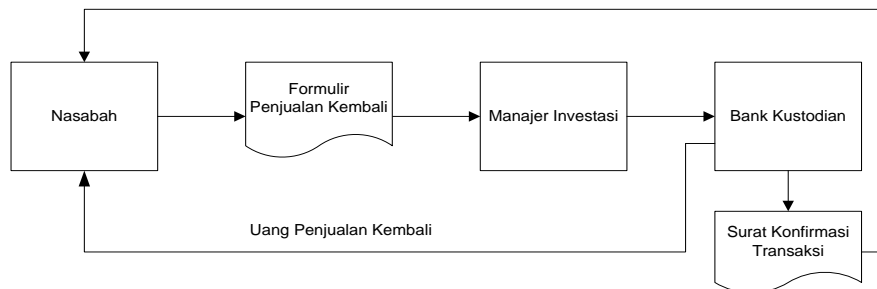 Nasabah
Formulir
Penjualan Kembali
Manajer Investasi
Bank Kustodian
Uang Penjualan Kembali
Surat Konfirmasi
Transaksi